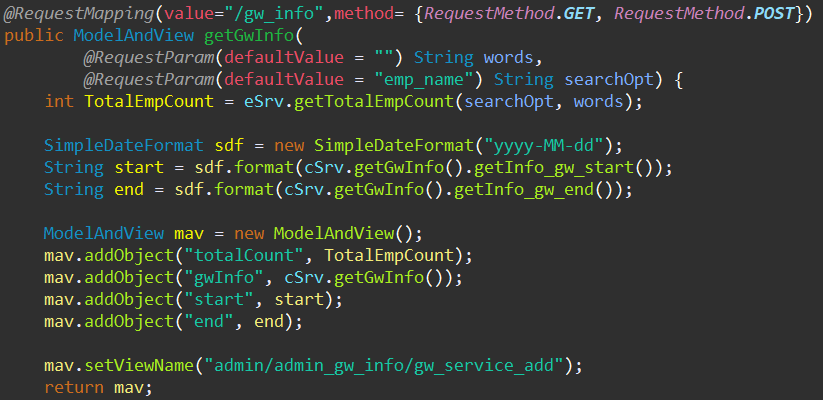 @RequestMapping(value="/gw_info",method= {RequestMethod.GET, RequestMethod.POST})
public ModelAndView getGwInfo(
        @RequestParam(defaultValue = "") String words,
        @RequestParam(defaultValue = "emp_name") String searchOpt) {
    int TotalEmpCount = eSrv.getTotalEmpCount(searchOpt, words);

    SimpleDateFormat sdf = new SimpleDateFormat("yyyy-MM-dd");
    String start = sdf.format(cSrv.getGwInfo().getInfo_gw_start());
    String end = sdf.format(cSrv.getGwInfo().getInfo_gw_end());

    ModelAndView mav = new ModelAndView();
    mav.addObject("totalCount", TotalEmpCount);
    mav.addObject("gwInfo", cSrv.getGwInfo());
    mav.addObject("start", start);
    mav.addObject("end", end);

    mav.setViewName("admin/admin_gw_info/gw_service_add");
    return mav;